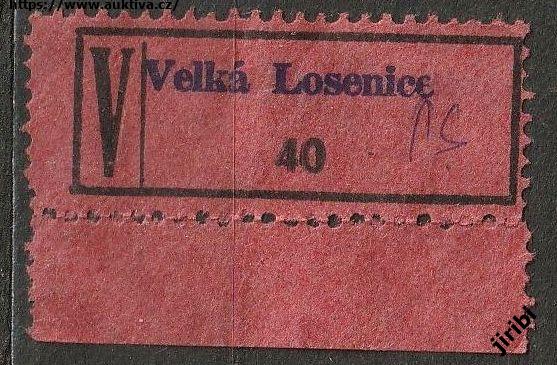 https://www.auktiva.cz/
V Velká Losenice
40
jiribl